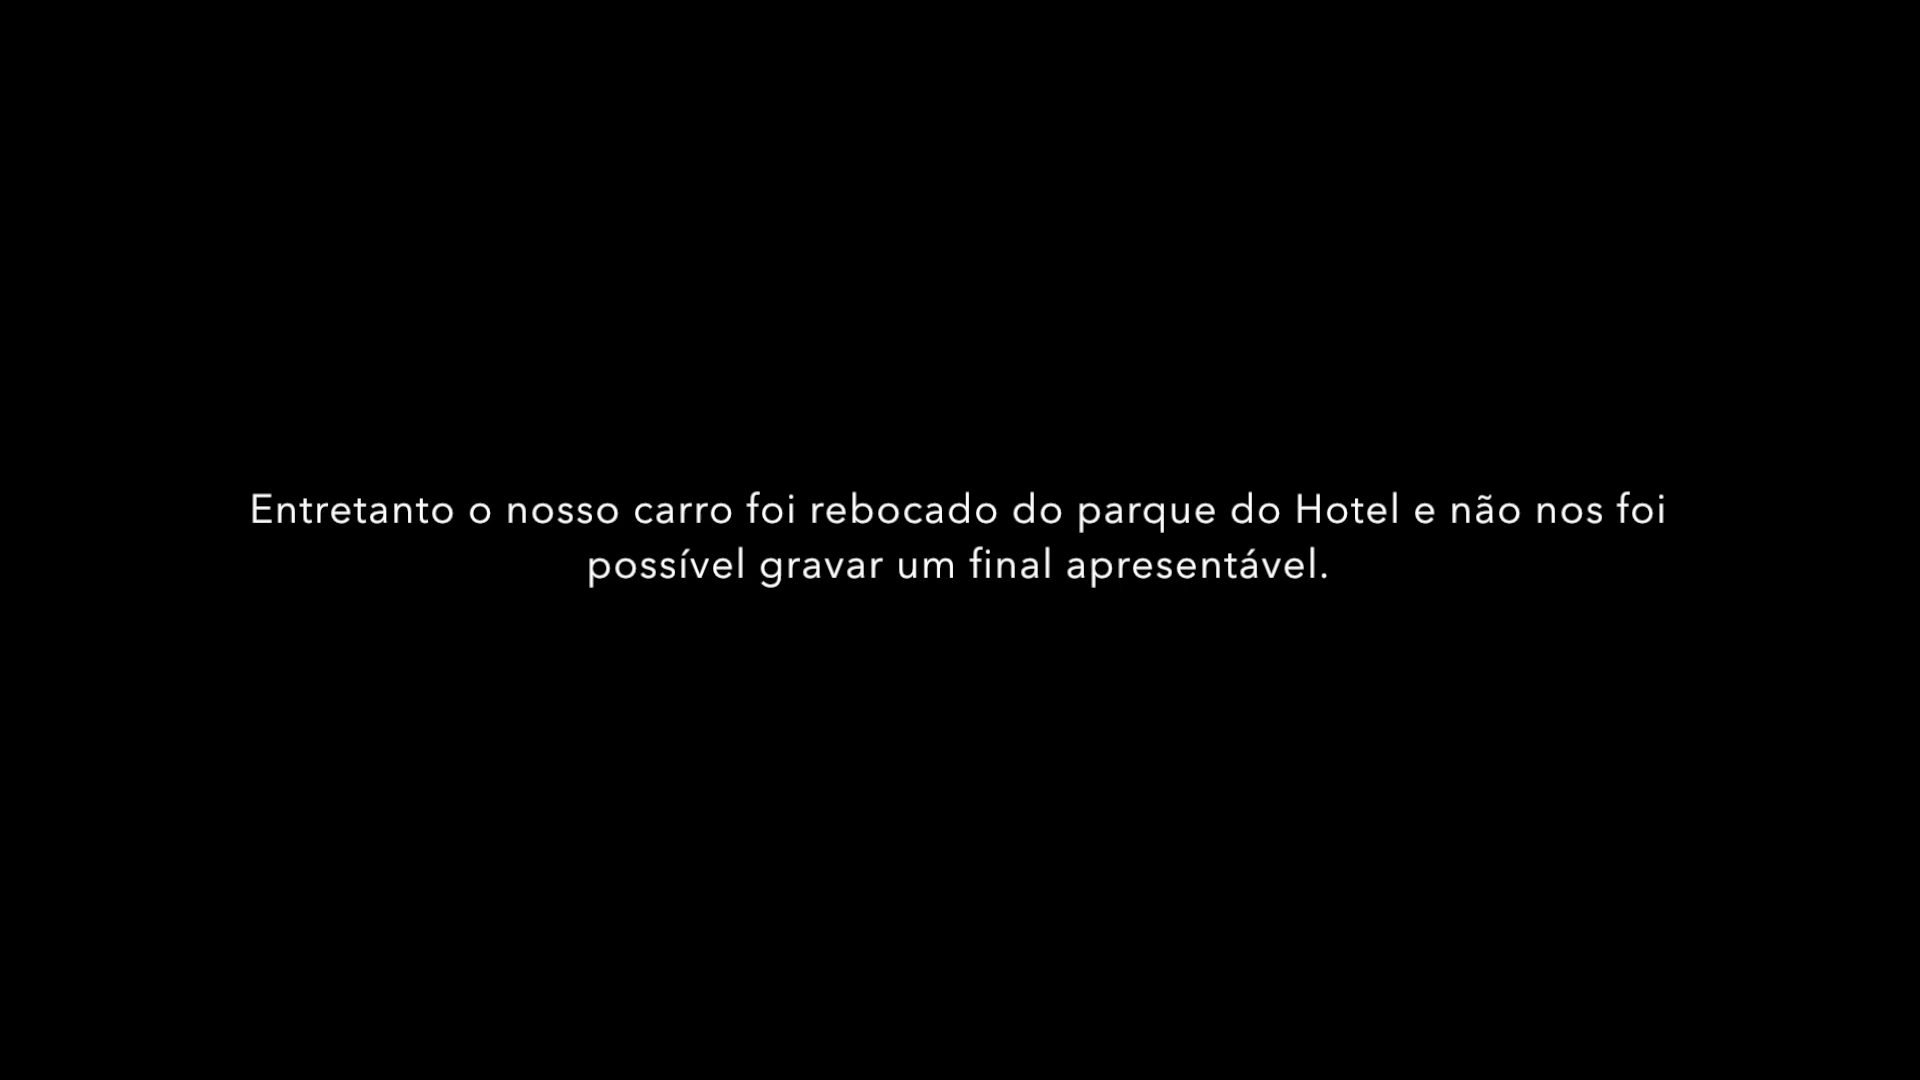 Entretanto o nosso carro foi rebocado do parque do Hotel e não nos foi
possível gravar um final apresentável.